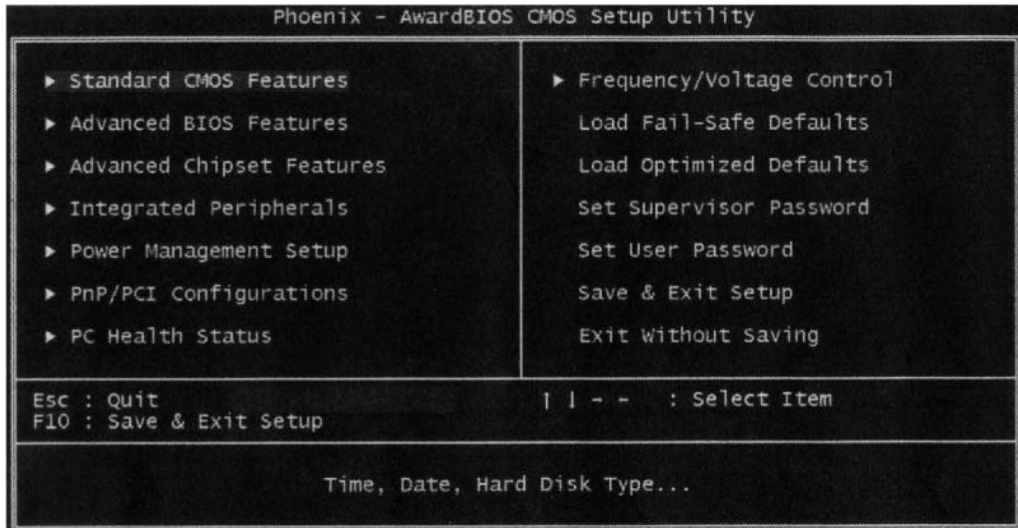 Phoenix - AwardBIOS CMOS Setup Utility
▶ Standard CMOS Features
▶ Advanced BIOS Features
▶ Advanced Chipset Features
▶ Integrated Peripherals
▶ Power Management Setup
▶ PnP/PCI Configurations
▶ PC Health Status
▶ Frequency/Voltage Control
Load Fail-Safe Defaults
Load Optimized Defaults
Set Supervisor Password
Set User Password
Save & Exit Setup
Exit Without Saving
Esc : Quit
F10 : Save & Exit Setup
↑ ↓ → ← : Select Item
Time, Date, Hard Disk Type...